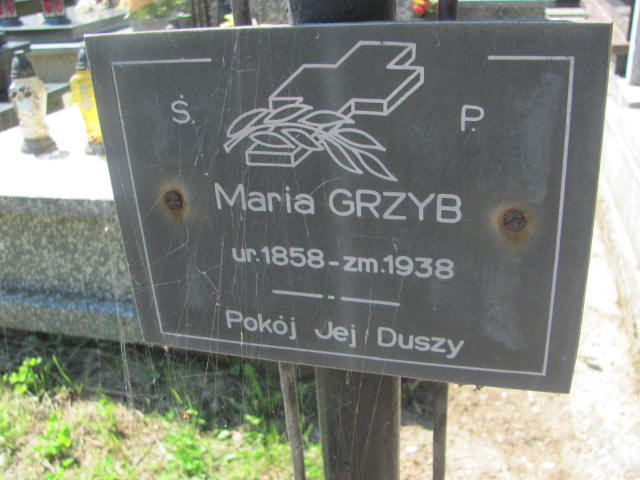 Ś. P.
Maria GRZYB
ur.1858-zm.1938
Pokój Jej Duszy